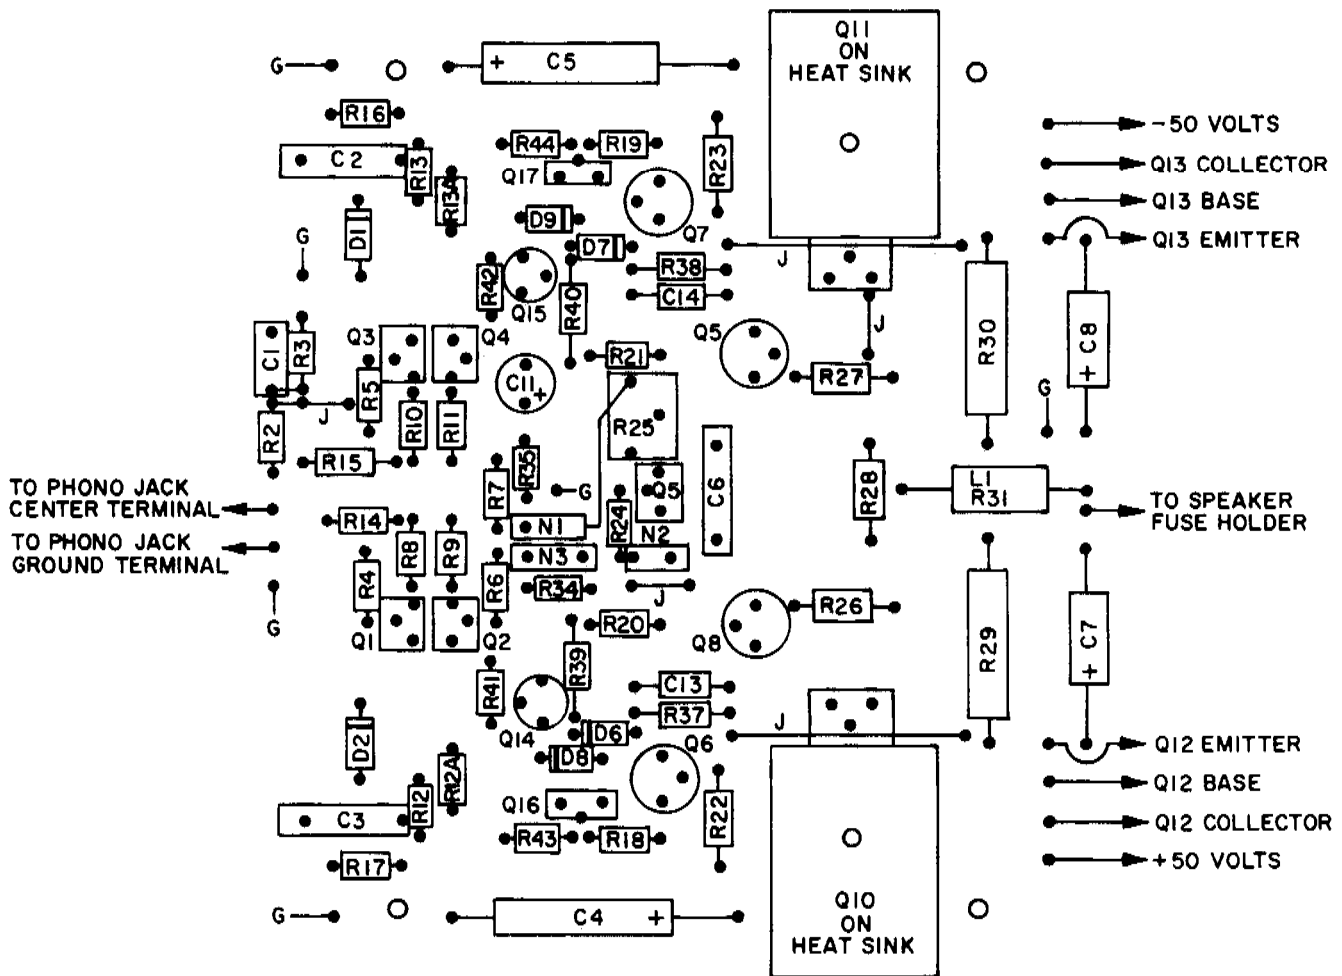 Q11
ON
HEAT SINK
G
+ C5
R16
C2
R13
R13A
R44
R19
Q17
R23
-50 VOLTS
Q13 COLLECTOR
Q13 BASE
Q13 EMITTER
D1
G
D9
D7
Q7
J
R42
Q15
R40
R38
C14
J
R30
C8
+
C1
R3
Q3
Q4
R5
R10
R11
C11
+
R21
Q5
R27
G
J
R2
R15
R25
R7
R35
G
R24
Q5
C6
R28
L1
R31
TO PHONO JACK
CENTER TERMINAL
TO SPEAKER
FUSE HOLDER
R14
N1
N2
TO PHONO JACK
GROUND TERMINAL
R4
R8
R9
R6
N3
R34
J
G
Q1
Q2
R20
Q8
R26
R29
C7
+
R41
R39
C13
R37
J
Q14
D6
D8
Q6
D2
R12
R12A
Q16
R22
Q12 EMITTER
Q12 BASE
Q12 COLLECTOR
+50 VOLTS
C3
R43
R18
R17
G
C4 +
Q10
ON
HEAT SINK